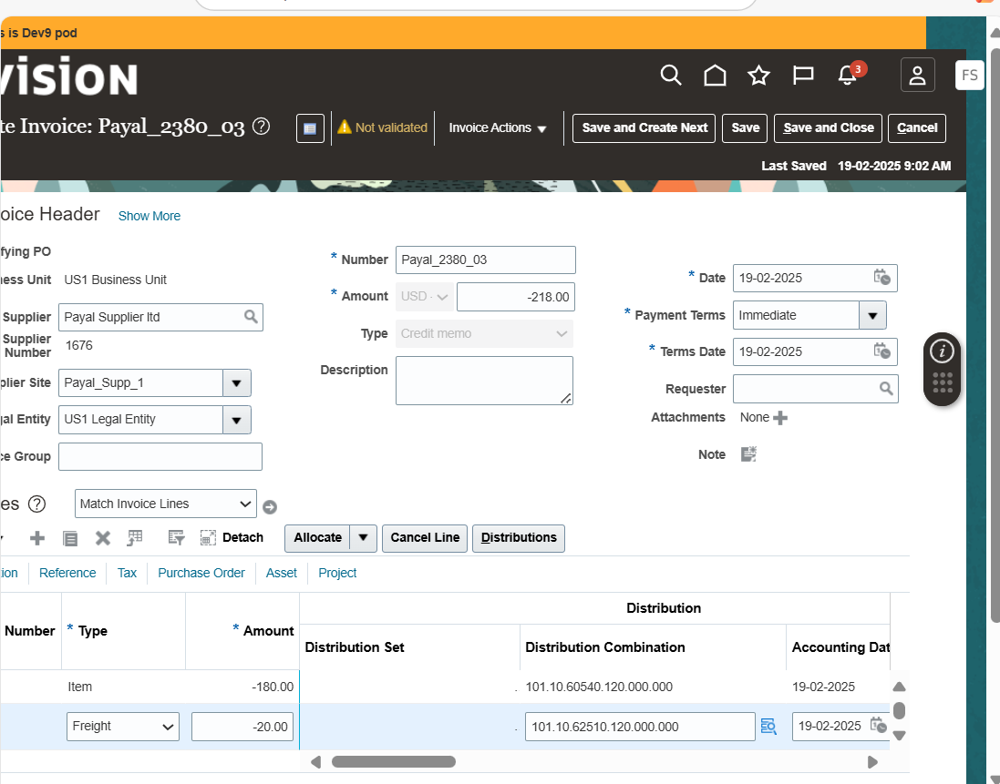 s is Dev9 pod
vision
3
FS
te Invoice: Payal_2380_03 ?
Not validated
Invoice Actions
Save and Create Next
Save
Save and Close
Cancel
Last Saved 19-02-2025 9:02 AM
oice Header Show More
fying PO
ness Unit US1 Business Unit
Supplier Payal Supplier ltd
Supplier
Number 1676
plier Site Payal_Supp_1
gal Entity US1 Legal Entity
ce Group
* Number Payal_2380_03
* Amount USD - -218.00
Type Credit memo
Description
* Date 19-02-2025
* Payment Terms Immediate
* Terms Date 19-02-2025
Requester
Attachments None
Note
i
es ? Match Invoice Lines
Detach Allocate Cancel Line Distributions
ion Reference Tax Purchase Order Asset Project
Distribution
Number * Type * Amount Distribution Set Distribution Combination Accounting Dat
Item -180.00 . 101.10.60540.120.000.000 19-02-2025
Freight -20.00 . 101.10.62510.120.000.000 19-02-2025